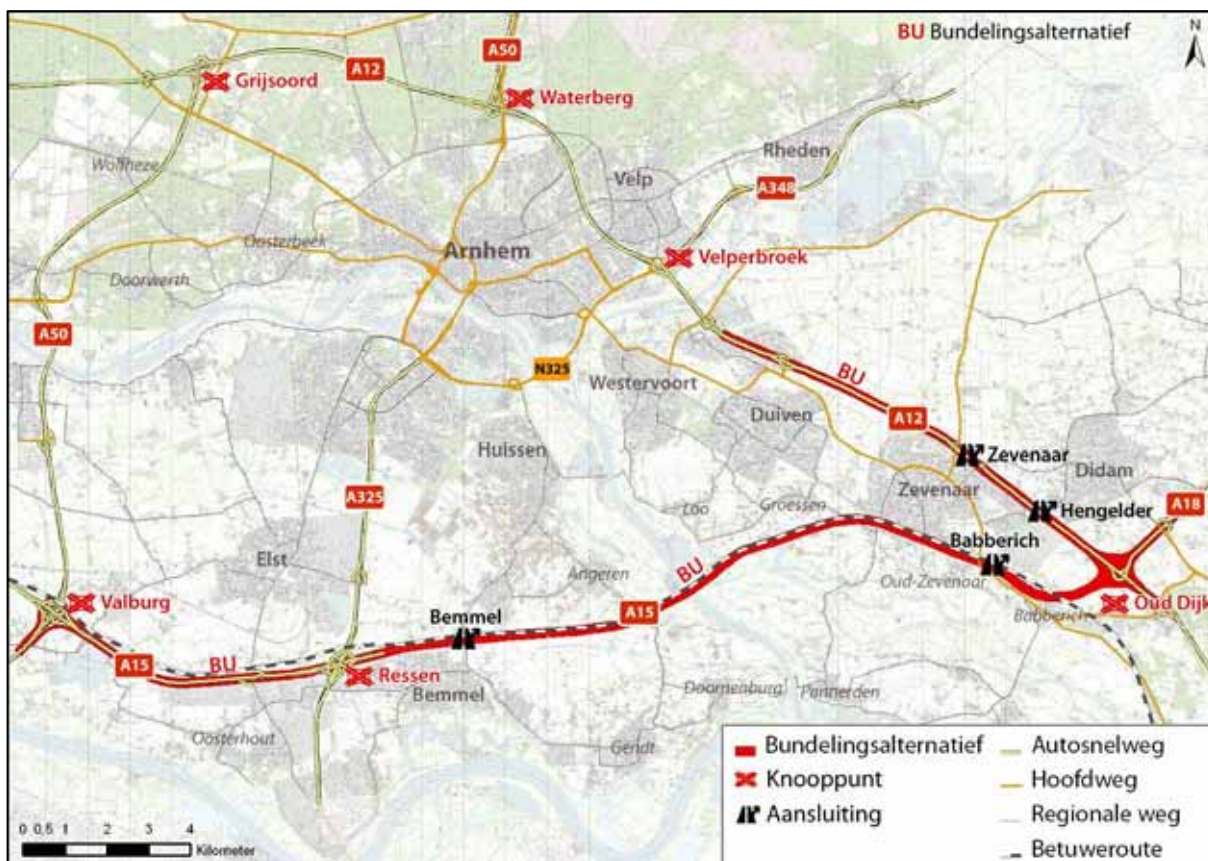 BU Bundelingsalternatief
N
A50
A12
Grijsoord
Waterberg
Wolfheze
Velp
Rheden
A348
Oosterbeek
Arnhem
Velperbroek
Doorwerth
A50
N325
Westervoort
BU
Duiven
A12
Huissen
Zevenaar
Didam
A325
Zevenaar
Loo
Groessen
Hengelder
A18
Elst
Babberich
Angeren
BU
Oud-Zevenaar
Valburg
Bemmel
A15
Babberich
Oud Dijk
A15
BU
Ressen
Bemmel
Doornenburg
Pannerden
Oosterhout
Gendt
Bundelingsalternatief
Knooppunt
Aansluiting
Autosnelweg
Hoofdweg
Regionale weg
Betuweroute
0 0,5 1 2 3 4
Kilometer